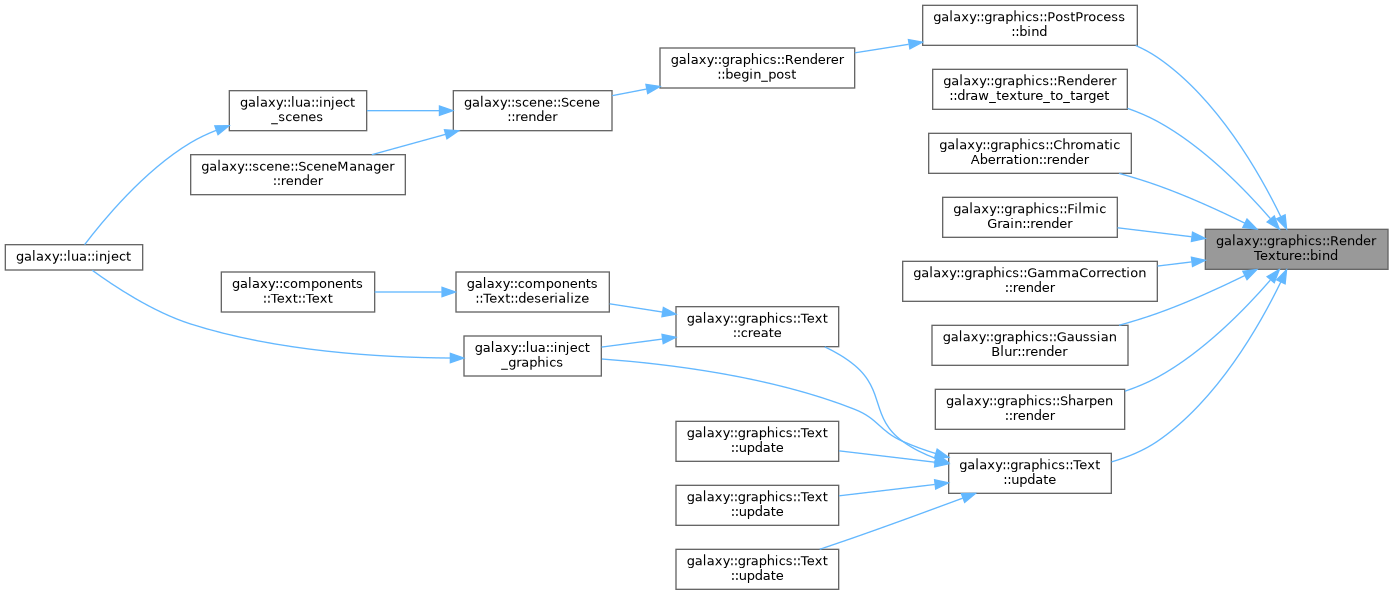 galaxy::graphics::PostProcess
::bind
galaxy::graphics::Renderer
::begin_post
galaxy::graphics::Renderer
::draw_texture_to_target
galaxy::lua::inject
_scenes
galaxy::scene::Scene
::render
galaxy::graphics::Chromatic
Aberration::render
galaxy::scene::SceneManager
::render
galaxy::graphics::Filmic
Grain::render
galaxy::lua::inject
galaxy::graphics::Render
Texture::bind
galaxy::graphics::GammaCorrection
::render
galaxy::components
::Text::Text
galaxy::components
::Text::deserialize
galaxy::graphics::Text
::create
galaxy::graphics::Gaussian
Blur::render
galaxy::lua::inject
_graphics
galaxy::graphics::Sharpen
::render
galaxy::graphics::Text
::update
galaxy::graphics::Text
::update
galaxy::graphics::Text
::update
galaxy::graphics::Text
::update